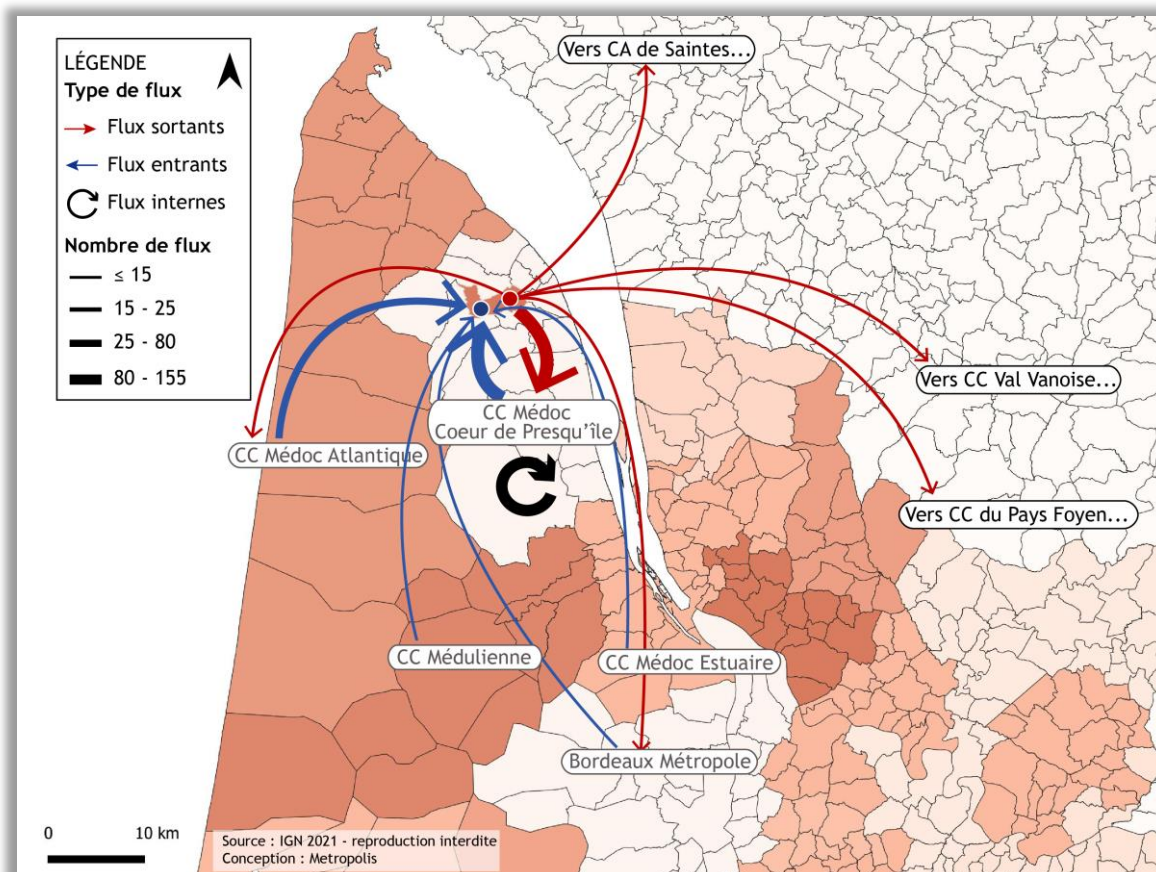 LÉGENDE
Type de flux
Flux sortants
Flux entrants
Flux internes
Nombre de flux
≤ 15
15 - 25
25 - 80
80 - 155
Vers CA de Saintes...
Vers CC Val Vanoise...
CC Médoc
Coeur de Presqu'île
CC Médoc Atlantique
Vers CC du Pays Foyen...
CC Médulienne
CC Médoc Estuaire
Bordeaux Métropole
0 10 km
Source : IGN 2021 - reproduction interdite
Conception : Metropolis